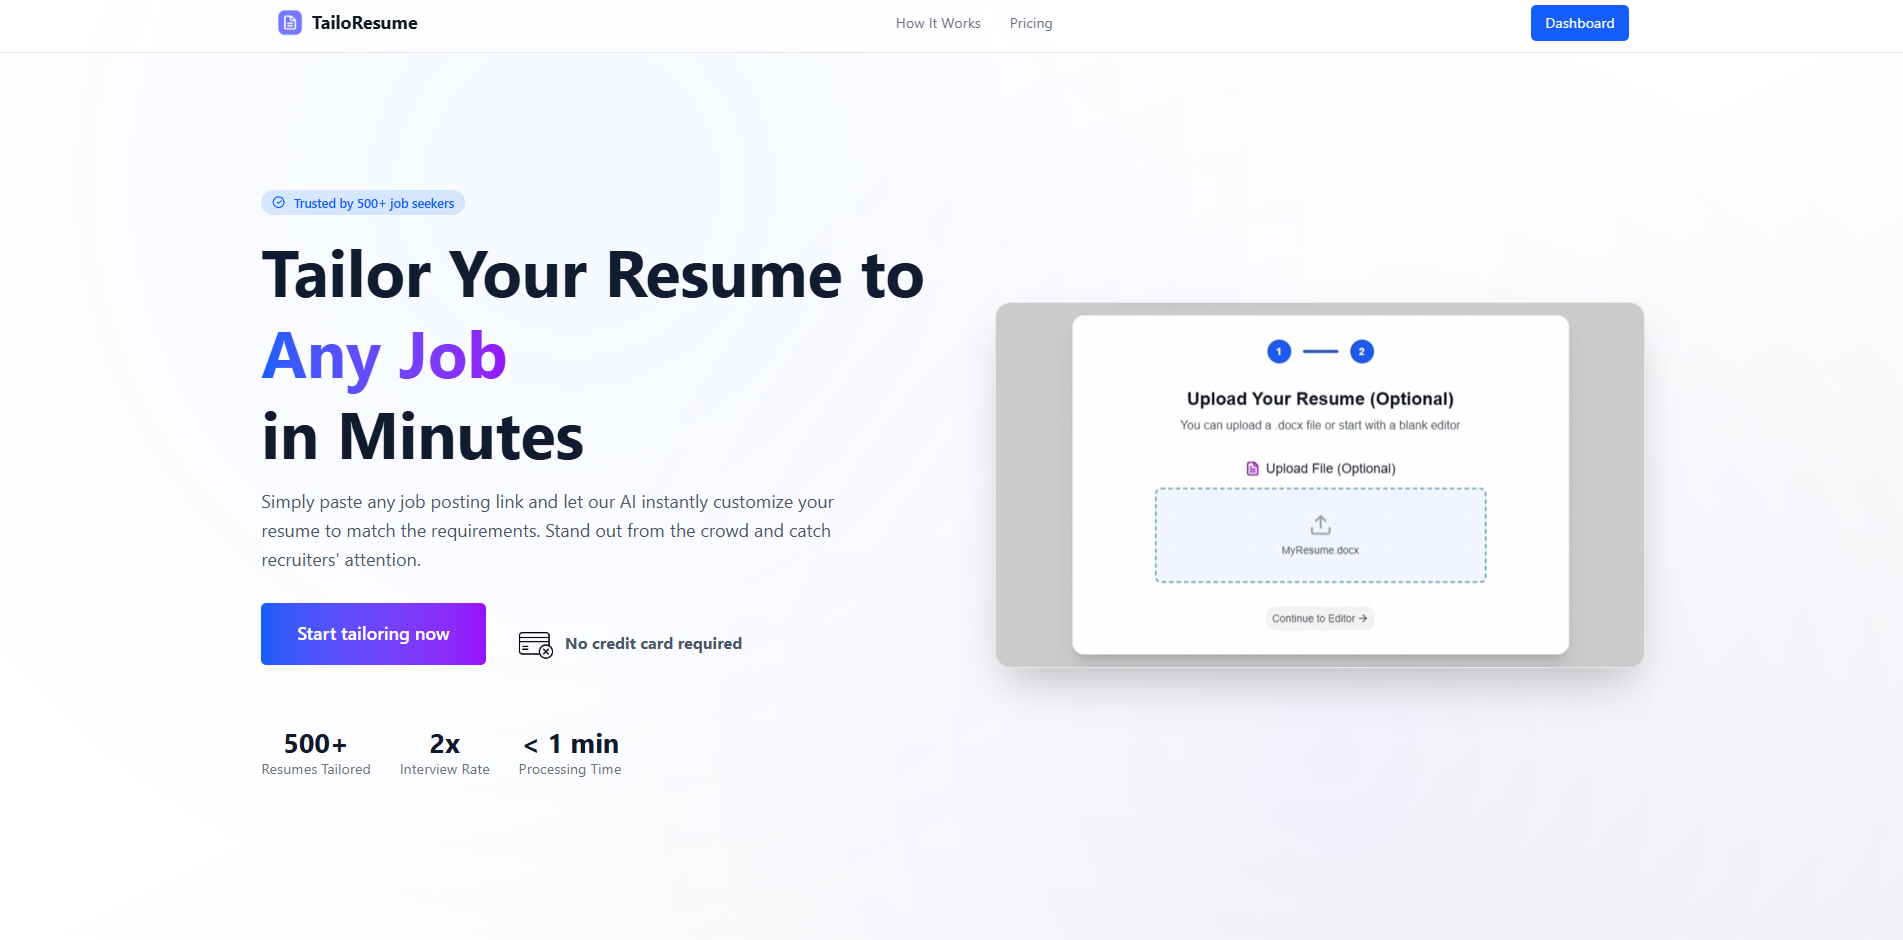 TailoResume
How It Works
Pricing
Dashboard
Trusted by 500+ job seekers
Tailor Your Resume to
Any Job
in Minutes
Simply paste any job posting link and let our AI instantly customize your
resume to match the requirements. Stand out from the crowd and catch
recruiters' attention.
Start tailoring now
No credit card required
500+
Resumes Tailored
2x
Interview Rate
< 1 min
Processing Time
1
2
Upload Your Resume (Optional)
You can upload a .docx file or start with a blank editor
Upload File (Optional)
MyResume.docx
Continue to Editor →